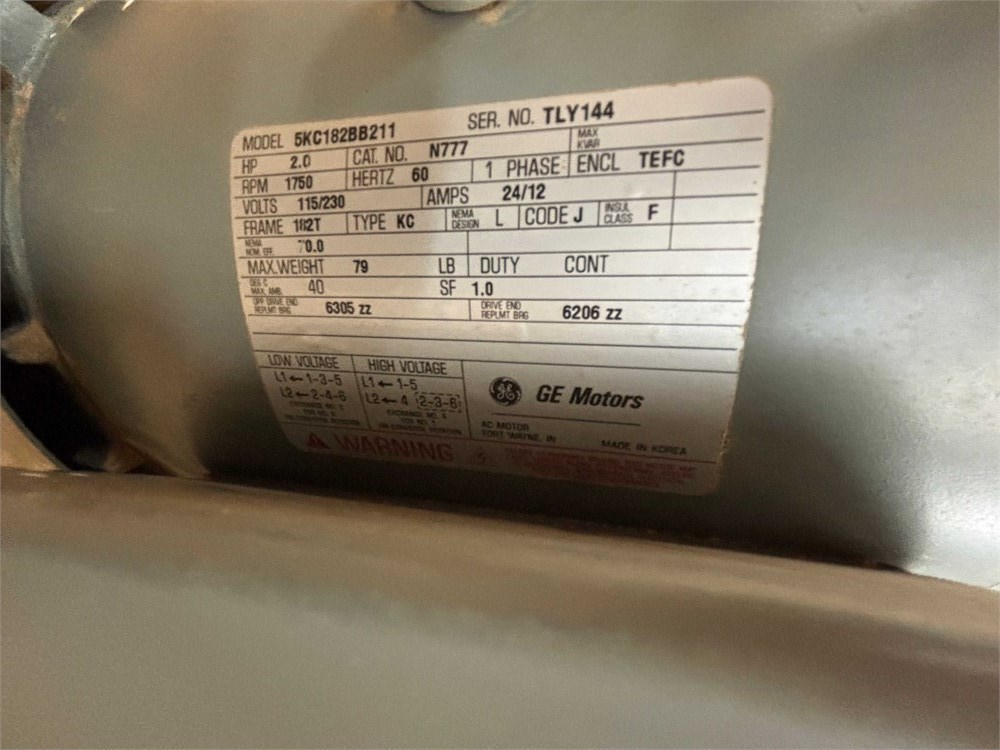 MODEL 5KC182BB211 SER. NO. TLY144
HP 2.0 CAT. NO. N777 MAX KVAR
RPM 1750 HERTZ 60 1 PHASE ENCL TEFC
VOLTS 115/230 AMPS 24/12
FRAME 182T TYPE KC NEMA DESIGN L CODE J INSUL CLASS F
NEMA NOM. EFF. 70.0
MAX.WEIGHT 79 LB DUTY CONT
DEG C MAX. AMB. 40 SF 1.0
OPP DRIVE END REPLMT BRG 6305 ZZ DRIVE END REPLMT BRG 6206 ZZ
LOW VOLTAGE HIGH VOLTAGE
L1←1-3-5 L1←1-5
L2←2-4-6 L2←4 2-3-6
GE GE Motors
AC MOTOR
FORT WAYNE, IN MADE IN KOREA
WARNING